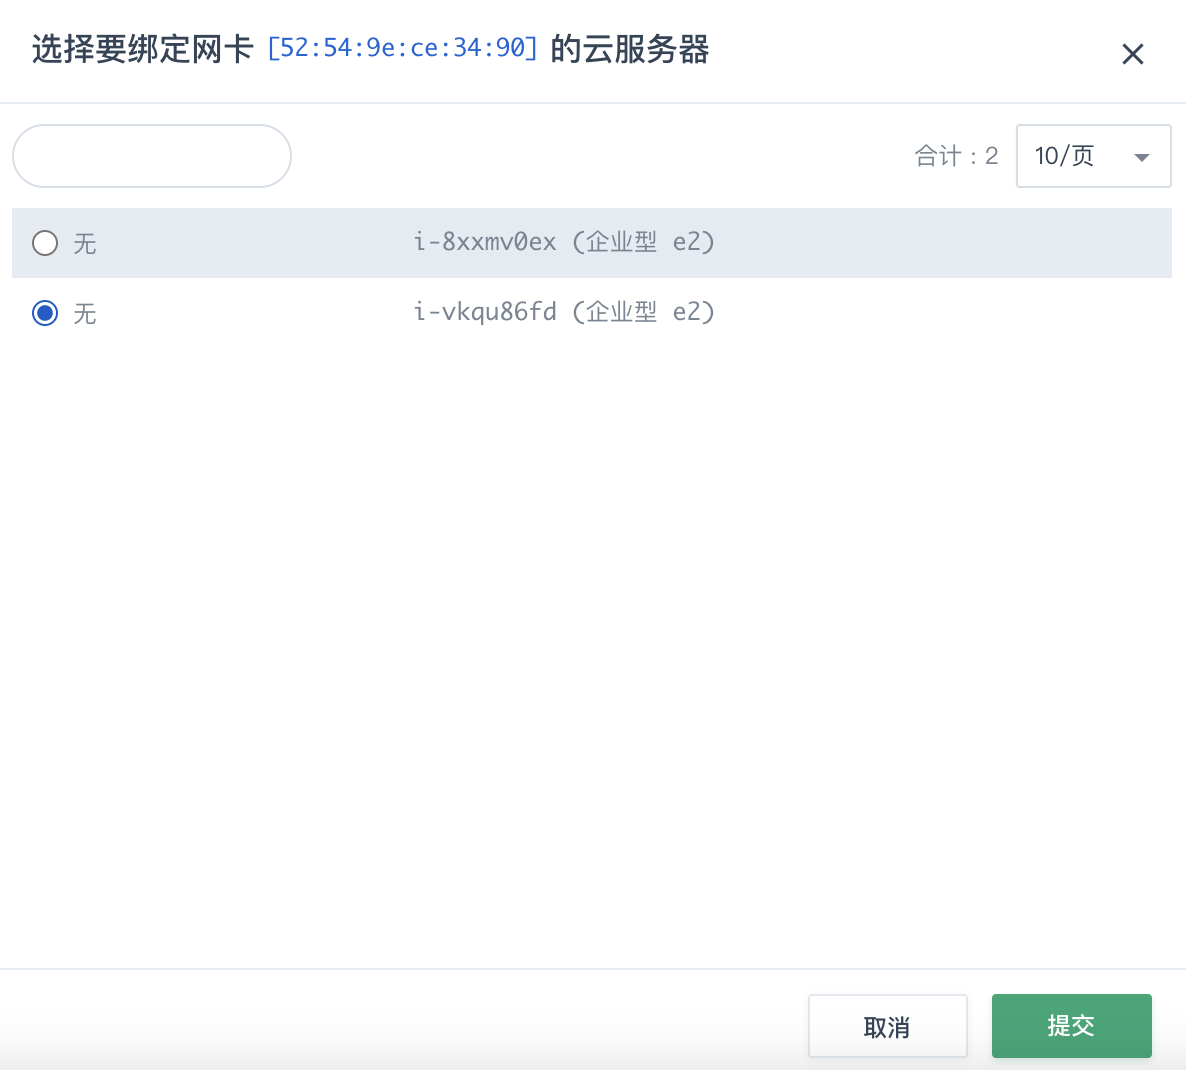 选择要绑定网卡 [52:54:9e:ce:34:90] 的云服务器
合计：2 10/页
无 i-8xxmv0ex (企业型 e2)
无 i-vkqu86fd (企业型 e2)
取消 提交